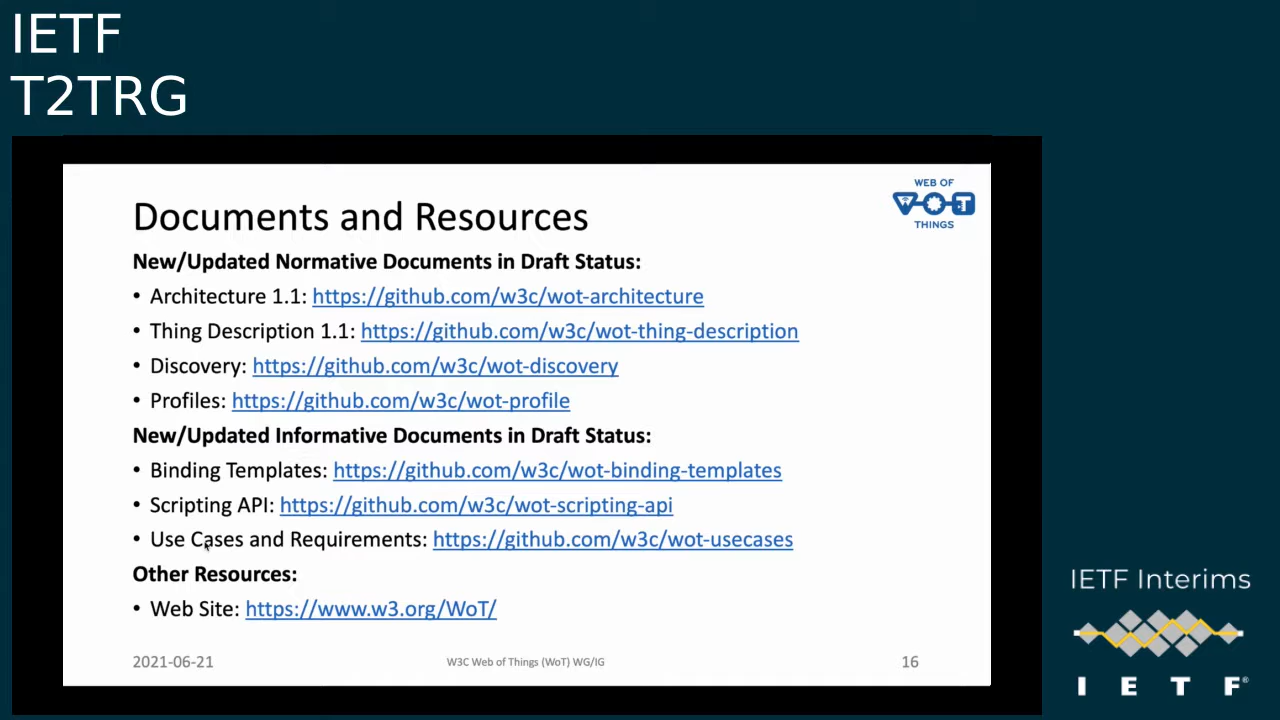 IETF
T2TRG
WEB OF
WOT
THINGS
Documents and Resources
New/Updated Normative Documents in Draft Status:
• Architecture 1.1: https://github.com/w3c/wot-architecture
• Thing Description 1.1: https://github.com/w3c/wot-thing-description
• Discovery: https://github.com/w3c/wot-discovery
• Profiles: https://github.com/w3c/wot-profile
New/Updated Informative Documents in Draft Status:
• Binding Templates: https://github.com/w3c/wot-binding-templates
• Scripting API: https://github.com/w3c/wot-scripting-api
• Use Cases and Requirements: https://github.com/w3c/wot-usecases
Other Resources:
• Web Site: https://www.w3.org/WoT/
2021-06-21
W3C Web of Things (WoT) WG/IG
16
IETF Interims
I E T F®